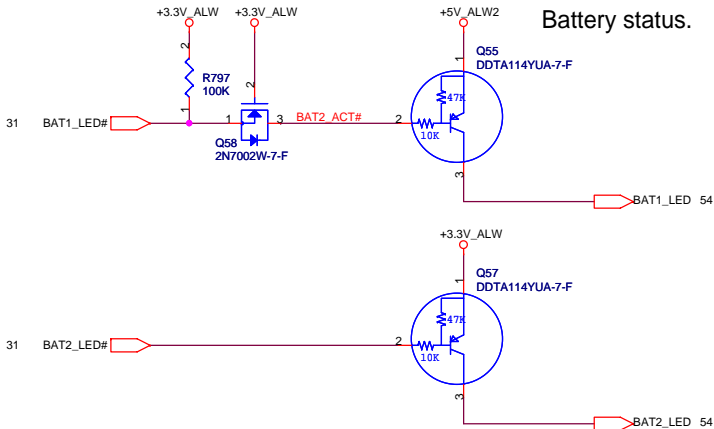 +3.3V_ALW
+3.3V_ALW
+5V_ALW2
Battery status.
1
Q55
DDTA114YUA-7-F
2
R797
100K
1
2
47K
31
BAT1_LED#
1
3
BAT2_ACT#
2
10K
Q58
2N7002W-7-F
3
BAT1_LED 54
+3.3V_ALW
1
Q57
DDTA114YUA-7-F
47K
31
BAT2_LED#
2
10K
3
BAT2_LED 54